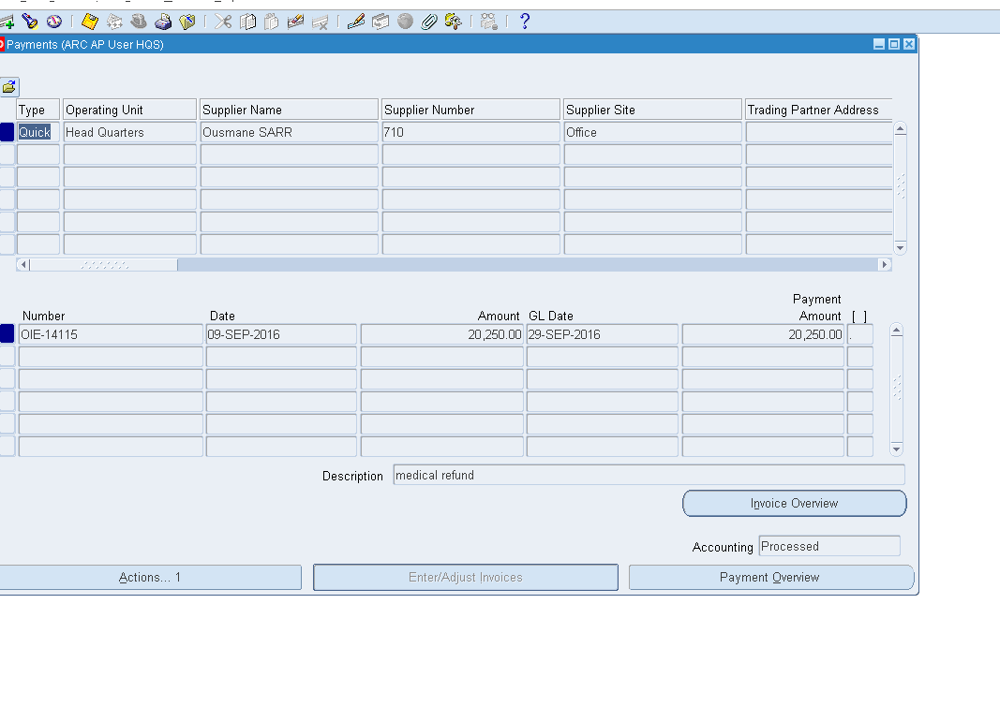 Payments (ARC AP User HQS)
Type Operating Unit Supplier Name Supplier Number Supplier Site Trading Partner Address
Quick Head Quarters Ousmane SARR 710 Office
Payment
Number Date Amount GL Date Amount [ ]
OIE-14115 09-SEP-2016 20,250.00 29-SEP-2016 20,250.00 .
Description medical refund
Invoice Overview
Accounting Processed
Actions... 1 Enter/Adjust Invoices Payment Overview